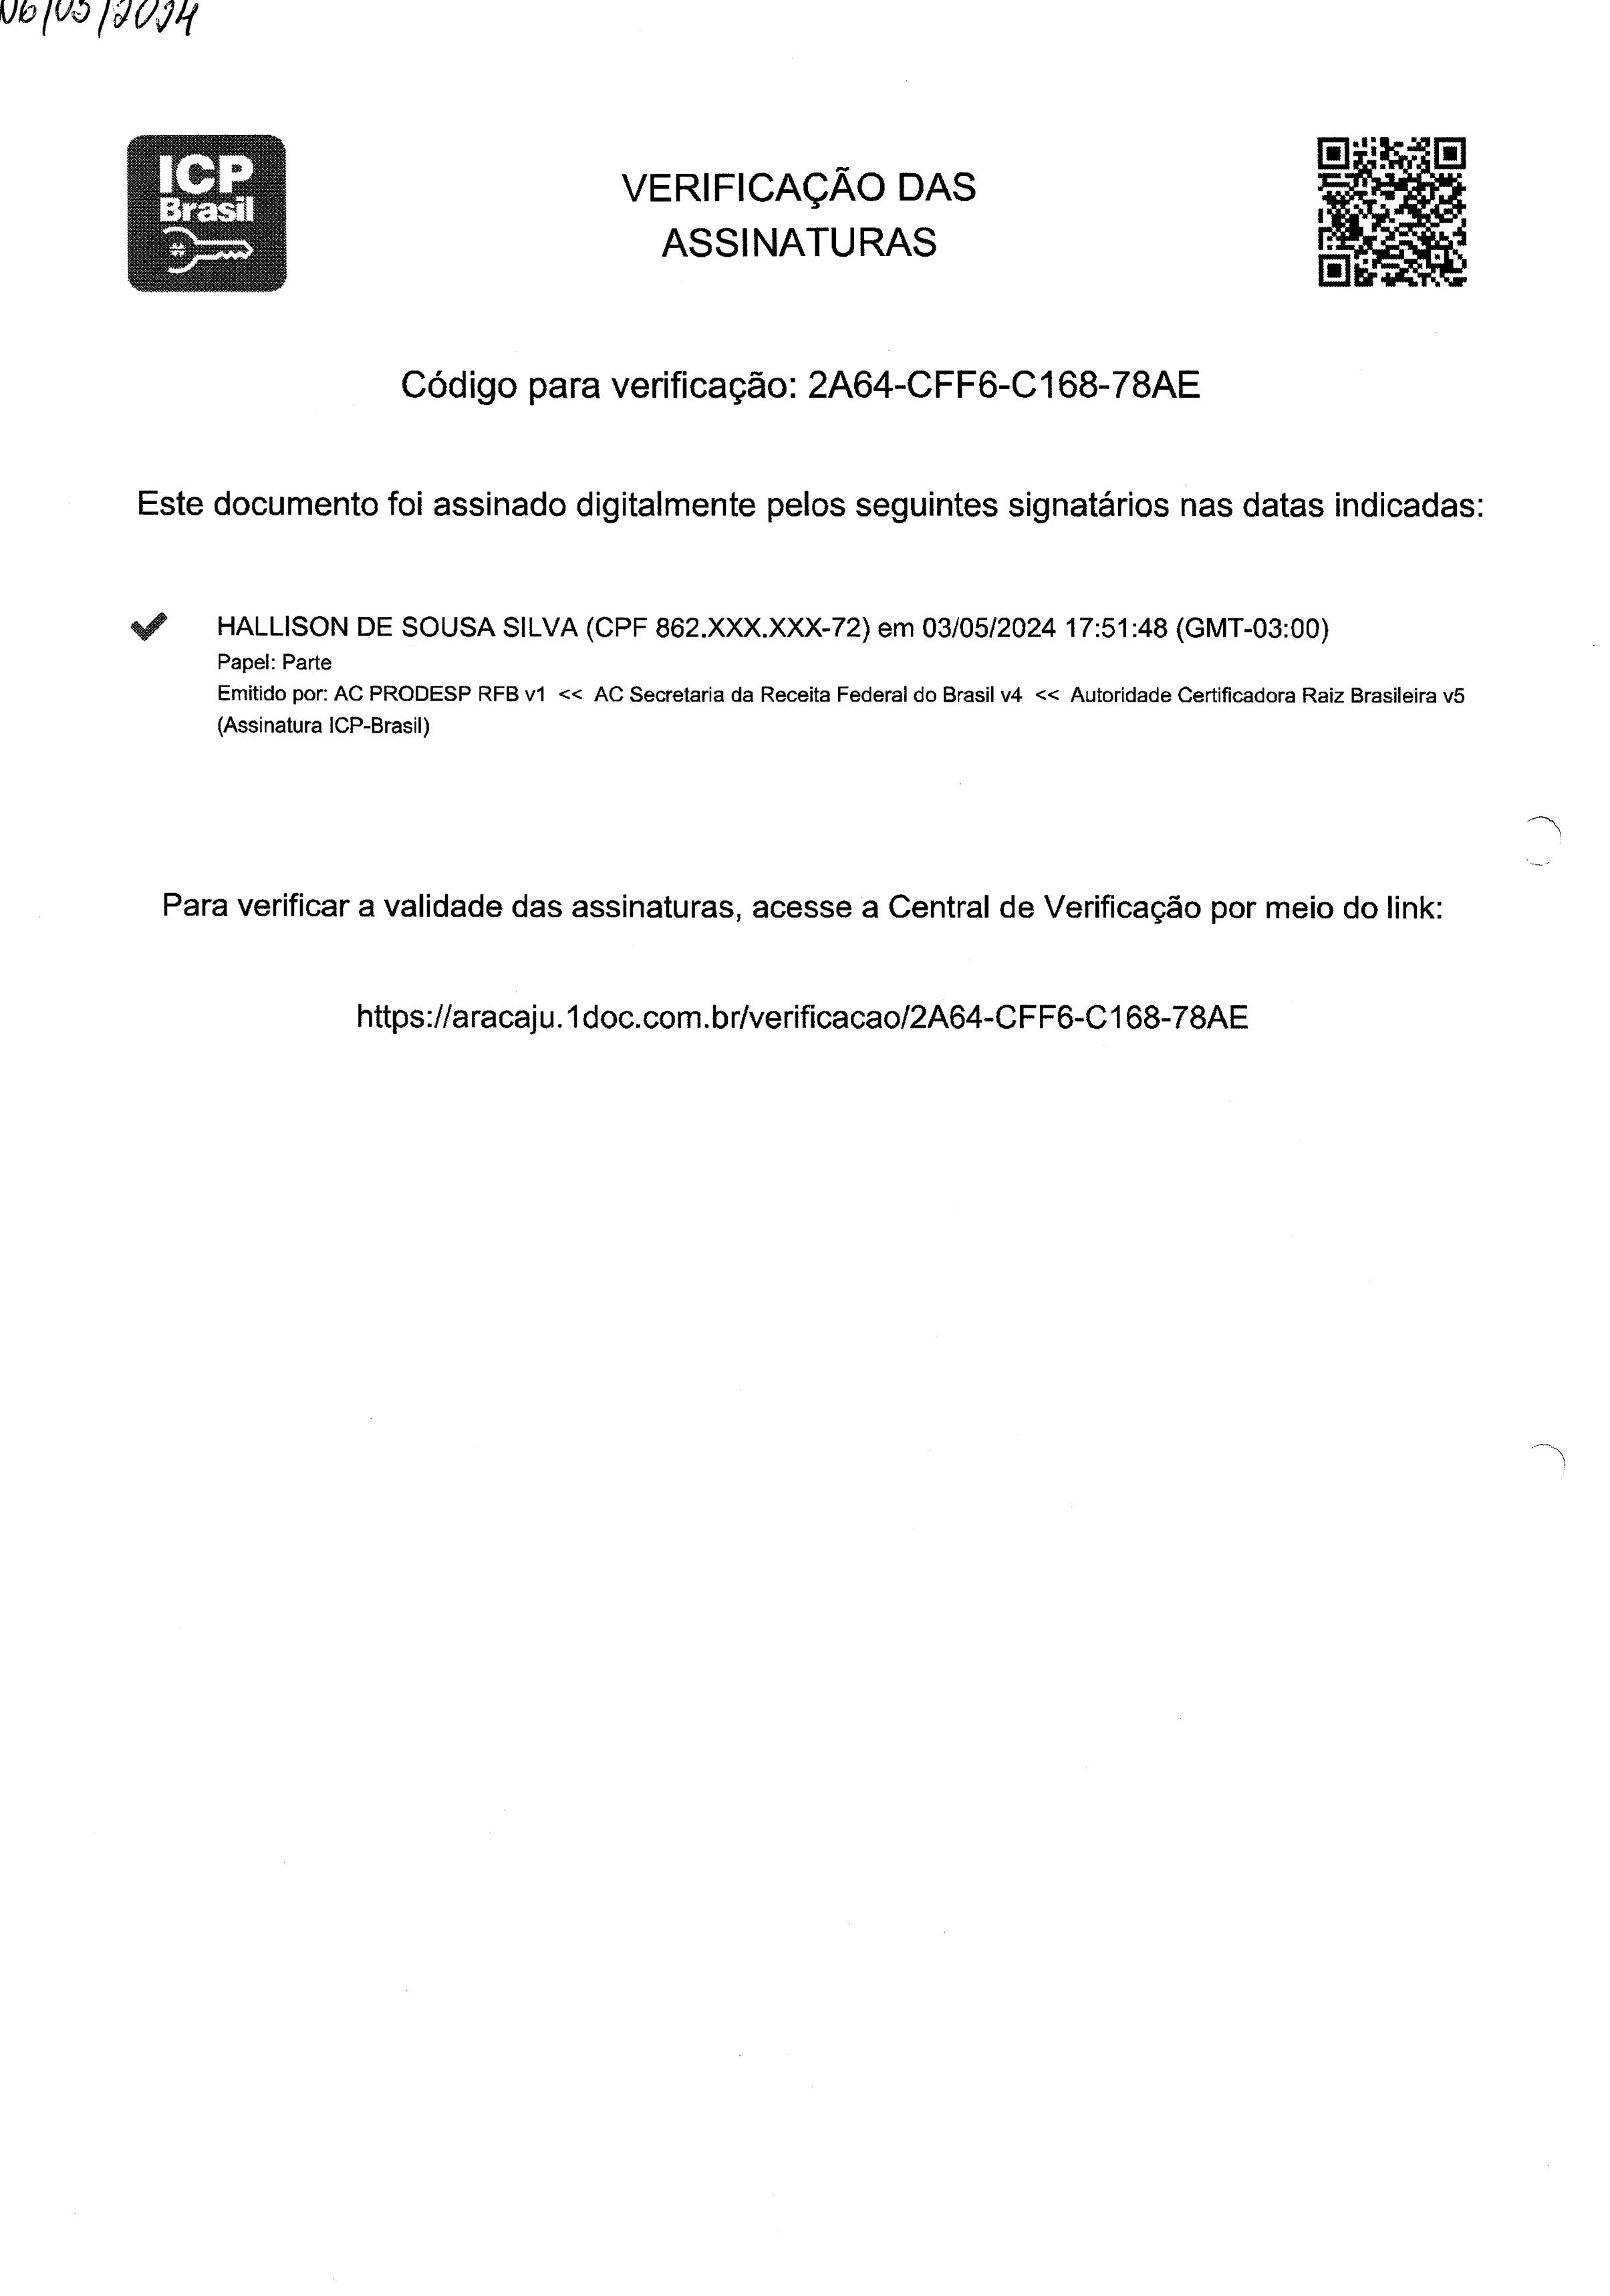 06/05/2024
ICP
Brasil
VERIFICAÇÃO DAS
ASSINATURAS
Código para verificação: 2A64-CFF6-C168-78AE
Este documento foi assinado digitalmente pelos seguintes signatários nas datas indicadas:
HALLISON DE SOUSA SILVA (CPF 862.XXX.XXX-72) em 03/05/2024 17:51:48 (GMT-03:00)
Papel: Parte
Emitido por: AC PRODESP RFB v1 << AC Secretaria da Receita Federal do Brasil v4 << Autoridade Certificadora Raiz Brasileira v5
(Assinatura ICP-Brasil)
Para verificar a validade das assinaturas, acesse a Central de Verificação por meio do link:
https://aracaju.1doc.com.br/verificacao/2A64-CFF6-C168-78AE